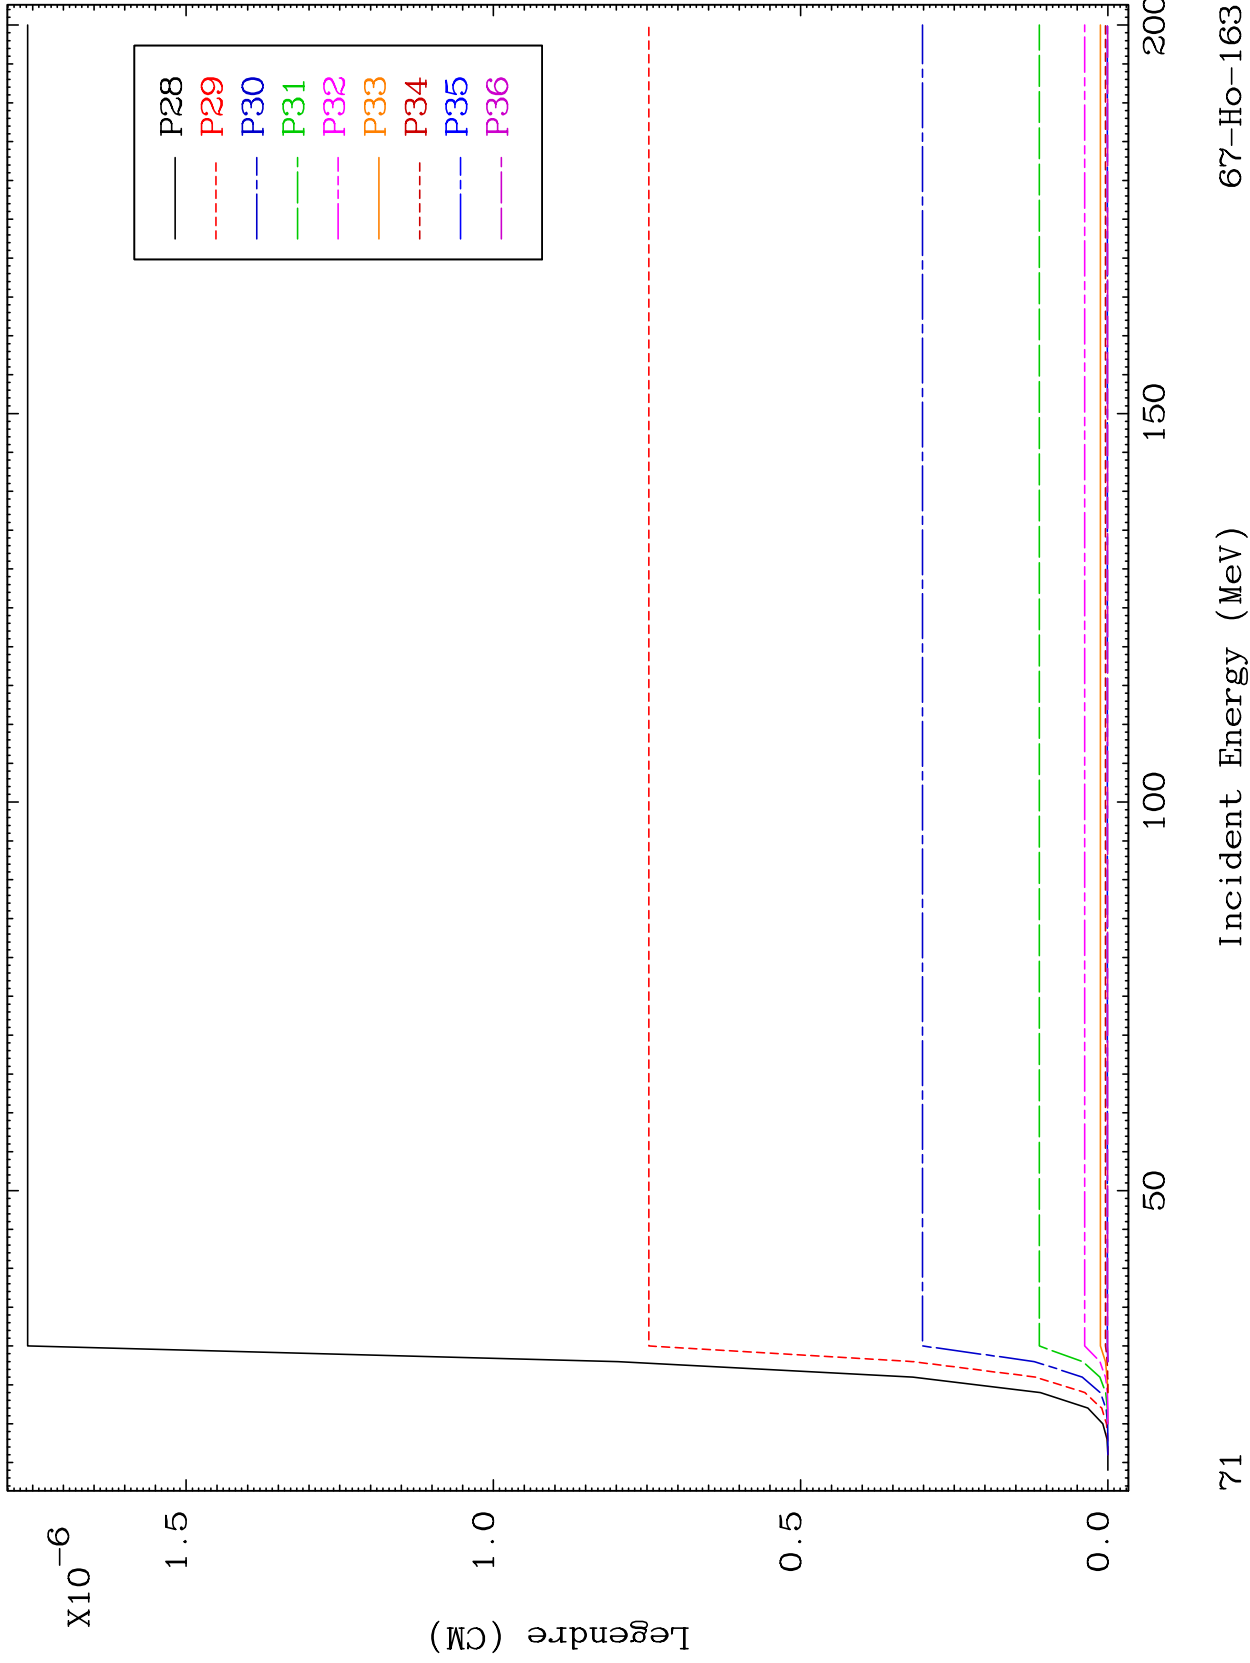 X10-6
1.5
1.0
0.5
0.0
Legendre (CM)
P28
P29
P30
P31
P32
P33
P34
P35
P36
50
100
150
200
Incident Energy (MeV)
71
67-Ho-163